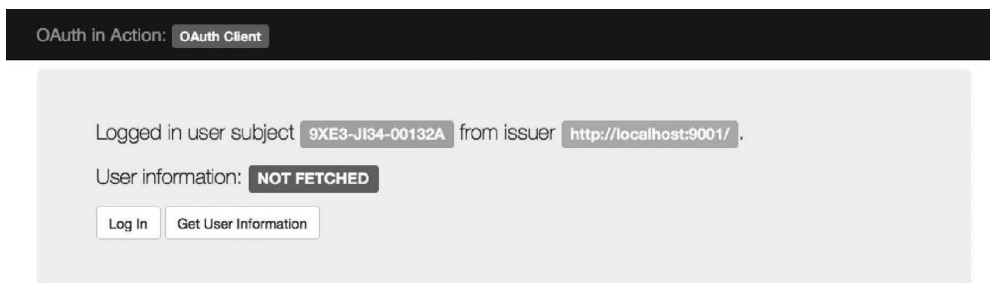 OAuth in Action: OAuth Client
Logged in user subject 9XE3-JI34-00132A from issuer http://localhost:9001/ .
User information: NOT FETCHED
Log In Get User Information